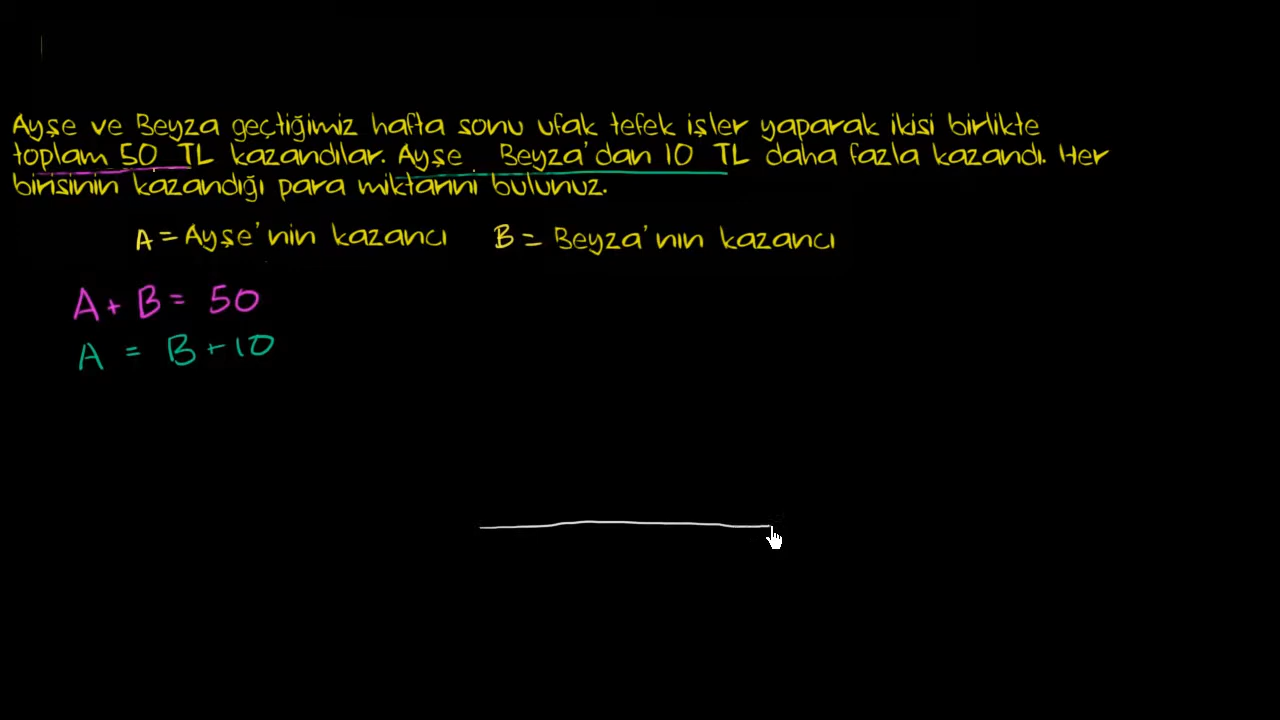 Ayşe ve Beyza geçtiğimiz hafta sonu ufak tefek işler yaparak ikisi birlikte
toplam 50 TL kazandılar. Ayşe Beyza'dan 10 TL daha fazla kazandı. Her
birisinin kazandığı para miktarını bulunuz.
A = Ayşe'nin kazancı B = Beyza'nın kazancı
A + B = 50
A = B + 10